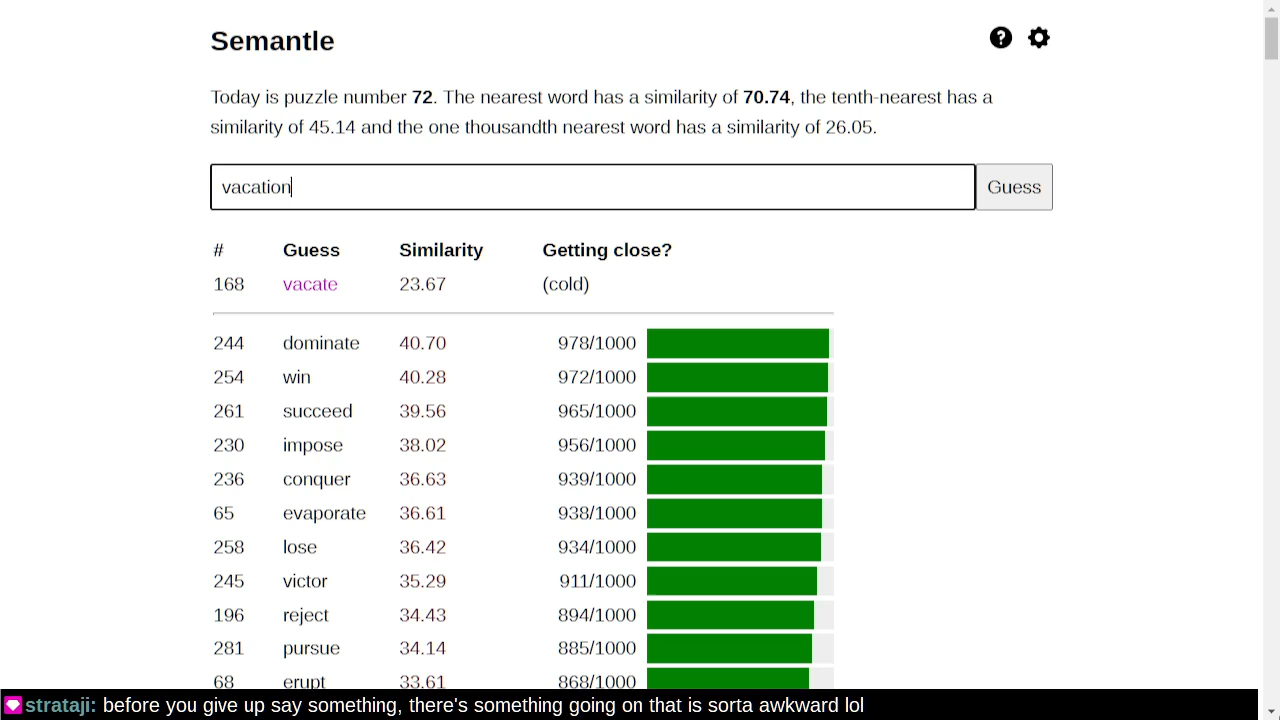 Semantle
Today is puzzle number 72. The nearest word has a similarity of 70.74, the tenth-nearest has a
similarity of 45.14 and the one thousandth nearest word has a similarity of 26.05.
vacation Guess
# Guess Similarity Getting close?
168 vacate 23.67 (cold)
244 dominate 40.70 978/1000
254 win 40.28 972/1000
261 succeed 39.56 965/1000
230 impose 38.02 956/1000
236 conquer 36.63 939/1000
65 evaporate 36.61 938/1000
258 lose 36.42 934/1000
245 victor 35.29 911/1000
196 reject 34.43 894/1000
281 pursue 34.14 885/1000
68 erupt 33.61 868/1000
strataji: before you give up say something, there's something going on that is sorta awkward lol